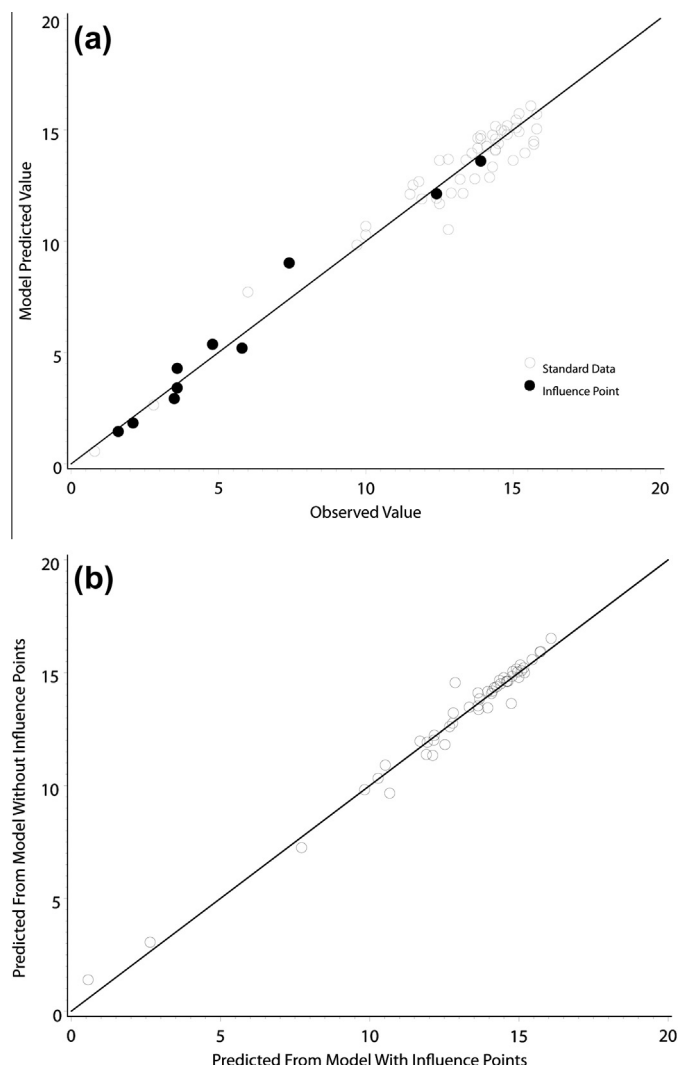 (a)
20
15
10
5
0
Model Predicted Value
Standard Data
Influence Point
0 5 10 15 20
Observed Value
(b)
20
15
10
5
0
Predicted From Model Without Influence Points
0 5 10 15 20
Predicted From Model With Influence Points